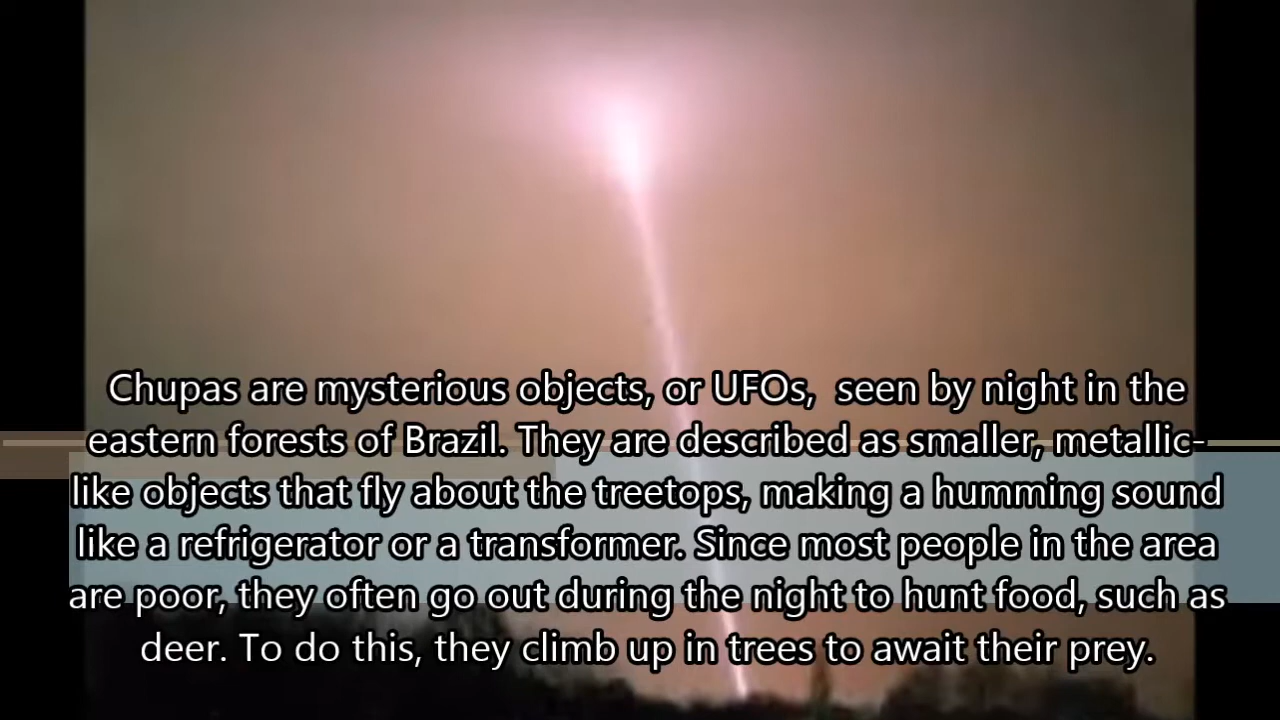 Chupas are mysterious objects, or UFOs,  seen by night in the
eastern forests of Brazil. They are described as smaller, metallic-
like objects that fly about the treetops, making a humming sound
like a refrigerator or a transformer. Since most people in the area
are poor, they often go out during the night to hunt food, such as
deer. To do this, they climb up in trees to await their prey.